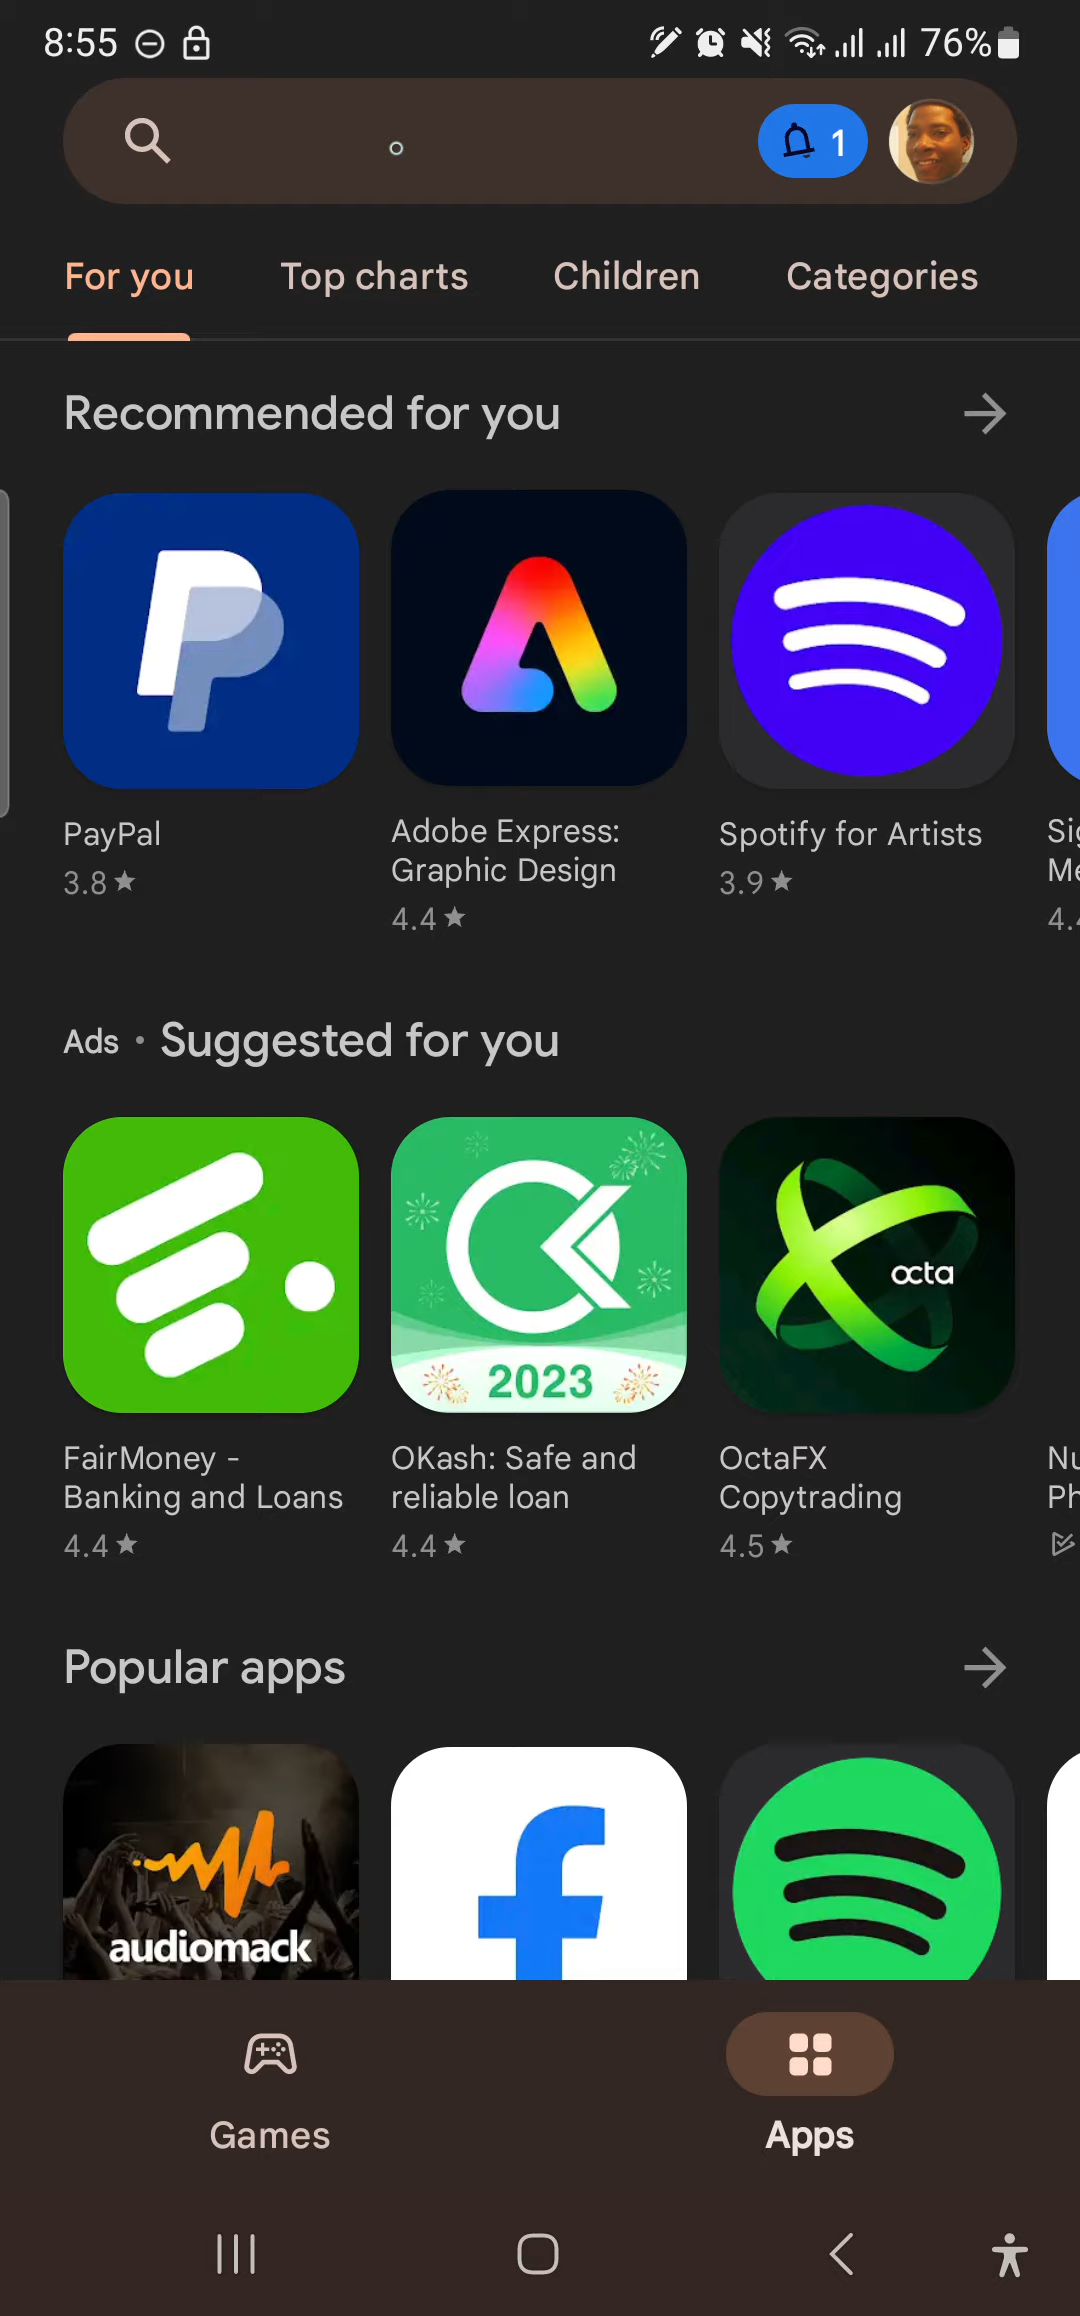 8:55 76%
1
For you Top charts Children Categories
Recommended for you
PayPal
3.8
Adobe Express:
Graphic Design
4.4
Spotify for Artists
3.9
Ads • Suggested for you
octa
2023
FairMoney -
Banking and Loans
4.4
OKash: Safe and
reliable loan
4.4
OctaFX
Copytrading
4.5
Popular apps
audiomack
Games Apps